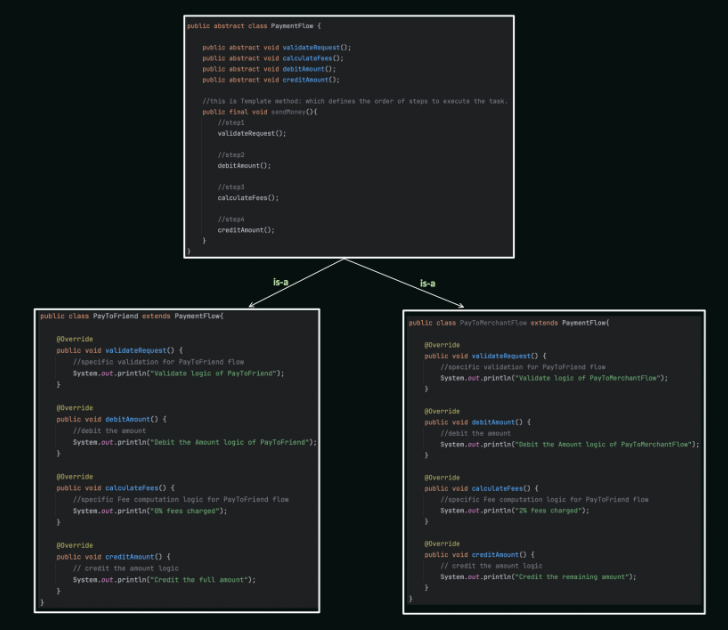 public abstract class PaymentFlow {
public abstract void validateRequest();
public abstract void calculateFees();
public abstract void debitAmount();
public abstract void creditAmount();
//this is Template method: which defines the order of steps to execute the task.
public final void sendMoney(){
//step1
validateRequest();
//step2
debitAmount();
//step3
calculateFees();
//step4
creditAmount();
}
}
is-a
is-a
public class PayToFriend extends PaymentFlow{
@Override
public void validateRequest() {
//specific validation for PayToFriend flow
System.out.println("Validate logic of PayToFriend");
}
@Override
public void debitAmount() {
//debit the amount
System.out.println("Debit the Amount logic of PayToFriend");
}
@Override
public void calculateFees() {
//specific Fee computation logic for PayToFriend flow
System.out.println("0% fees charged");
}
@Override
public void creditAmount() {
// credit the amount logic
System.out.println("Credit the full amount");
}
}
public class PayToMerchantFlow extends PaymentFlow{
@Override
public void validateRequest() {
//specific validation for PayToFriend flow
System.out.println("Validate logic of PayToMerchantFlow");
}
@Override
public void debitAmount() {
//debit the amount
System.out.println("Debit the Amount logic of PayToMerchantFlow");
}
@Override
public void calculateFees() {
//specific Fee computation logic for PayToFriend flow
System.out.println("2% fees charged");
}
@Override
public void creditAmount() {
// credit the amount logic
System.out.println("Credit the remaining amount");
}
}